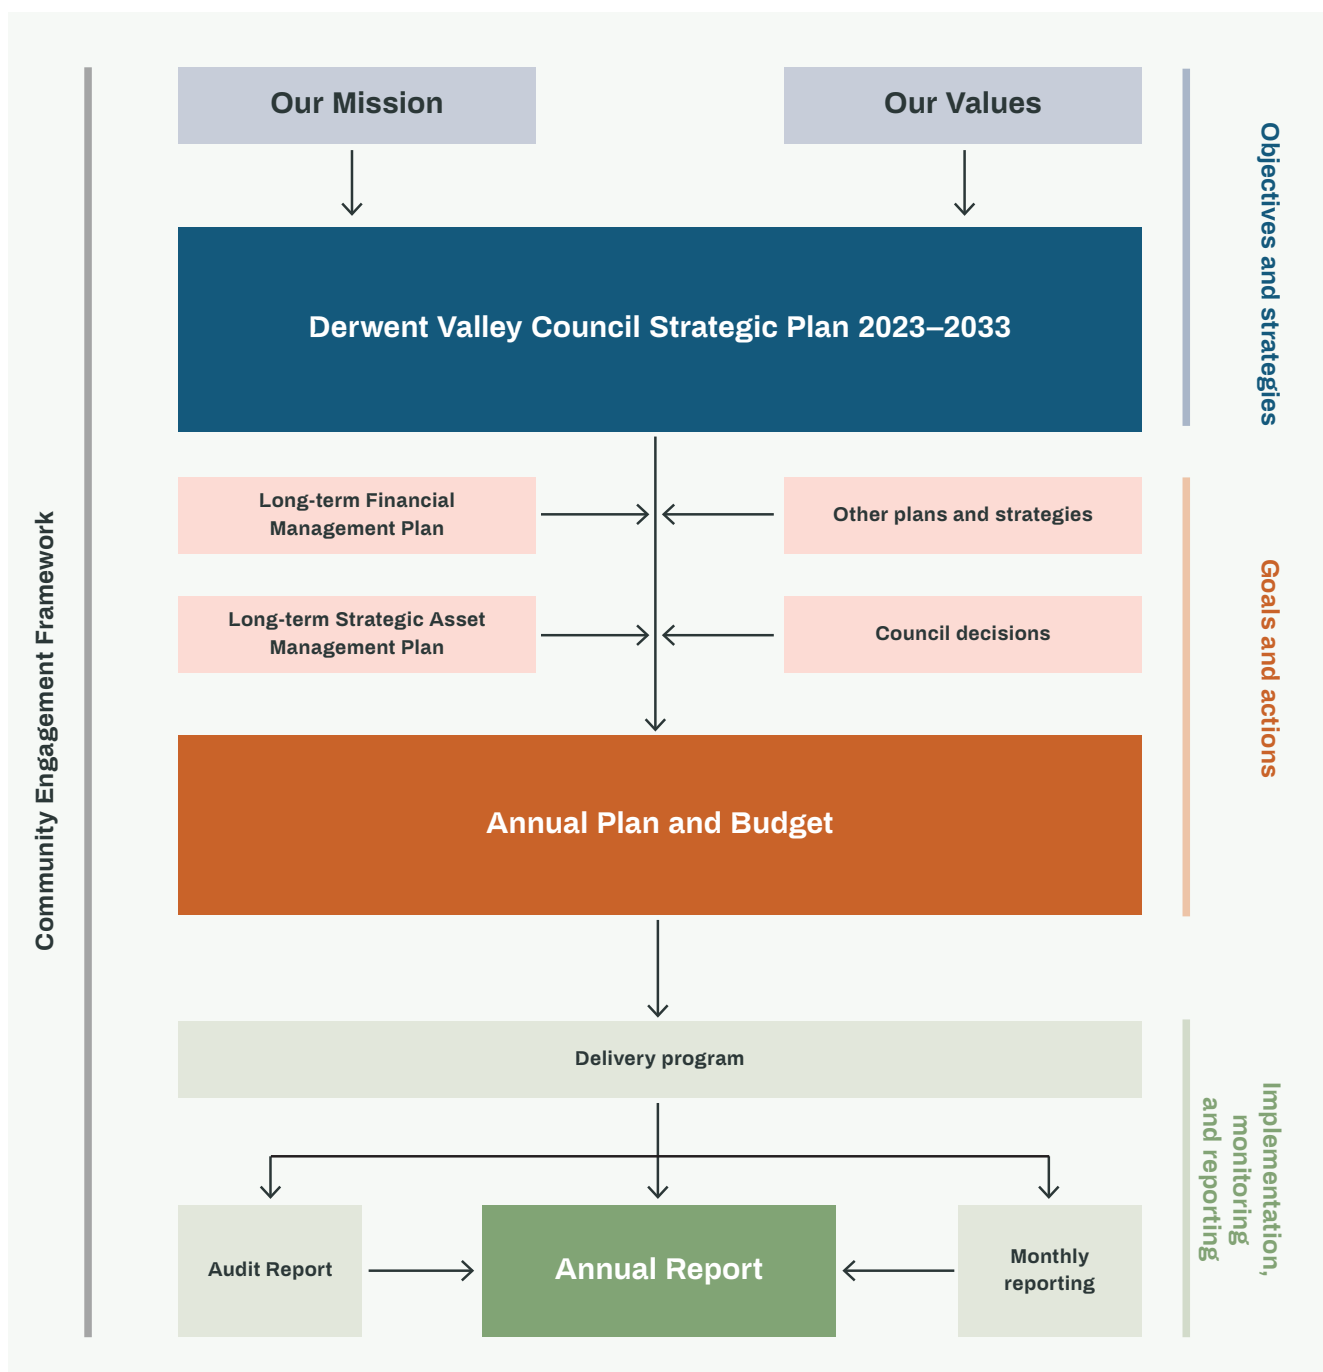 Our Mission
Our Values
Objectives and strategies
Derwent Valley Council Strategic Plan 2023–2033
Long-term Financial
Management Plan
Other plans and strategies
Goals and actions
Community Engagement Framework
Long-term Strategic Asset
Management Plan
Council decisions
Annual Plan and Budget
Delivery program
Implementation,
monitoring
and reporting
Audit Report
Annual Report
Monthly
reporting